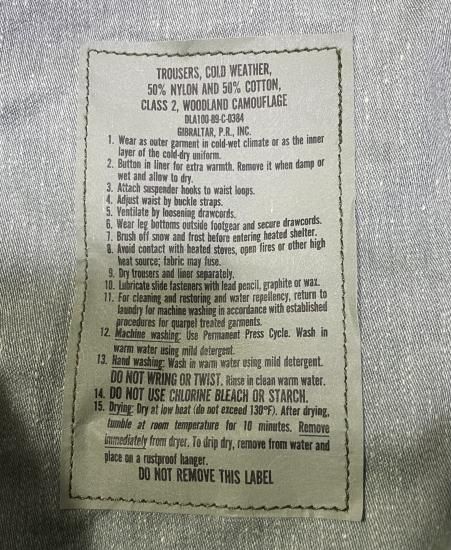 TROUSERS, COLD WEATHER,
50% NYLON AND 50% COTTON,
CLASS 2, WOODLAND CAMOUFLAGE
DLA100-89-C-0384
GIBRALTAR, P.R., INC.
1. Wear as outer garment in cold-wet climate or as the inner
layer of the cold-dry uniform.
2. Button in liner for extra warmth. Remove it when damp or
wet and allow to dry.
3. Attach suspender hooks to waist loops.
4. Adjust waist by buckle straps.
5. Ventilate by loosening drawcords.
6. Wear leg bottoms outside footgear and secure drawcords.
7. Brush off snow and frost before entering heated shelter.
8. Avoid contact with heated stoves, open fires or other high
heat source; fabric may fuse.
9. Dry trousers and liner separately.
10. Lubricate slide fasteners with lead pencil, graphite or wax.
11. For cleaning and restoring and water repellency, return to
laundry for machine washing in accordance with established
procedures for quarpel treated garments.
12. Machine washing: Use Permanent Press Cycle. Wash in
warm water using mild detergent.
13. Hand washing: Wash in warm water using mild detergent.
DO NOT WRING OR TWIST. Rinse in clean warm water.
14. DO NOT USE CHLORINE BLEACH OR STARCH.
15. Drying: Dry at low heat (do not exceed 130°F). After drying,
tumble at room temperature for 10 minutes. Remove
immediately from dryer. To drip dry, remove from water and
place on a rustproof hanger.
DO NOT REMOVE THIS LABEL